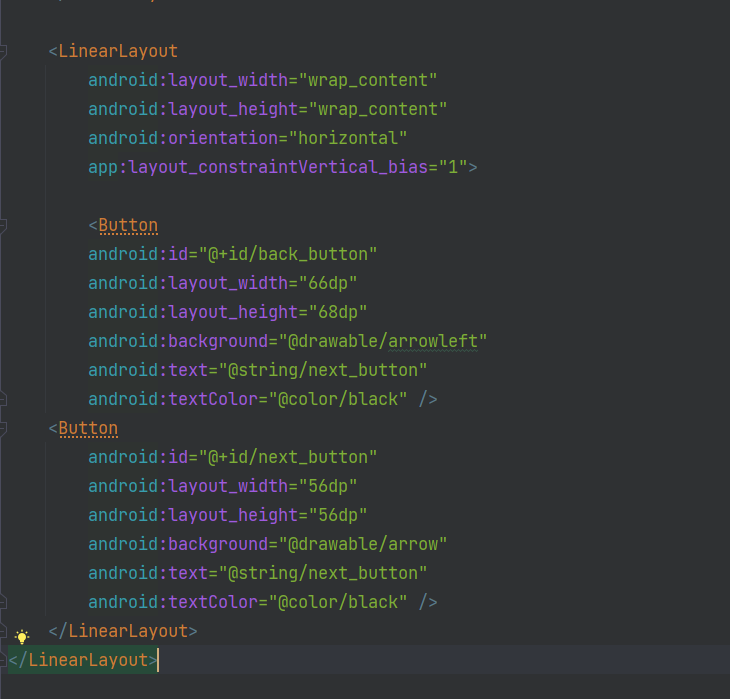 <LinearLayout
android:layout_width="wrap_content"
android:layout_height="wrap_content"
android:orientation="horizontal"
app:layout_constraintVertical_bias="1">
<Button
android:id="@+id/back_button"
android:layout_width="66dp"
android:layout_height="68dp"
android:background="@drawable/arrowleft"
android:text="@string/next_button"
android:textColor="@color/black" />
<Button
android:id="@+id/next_button"
android:layout_width="56dp"
android:layout_height="56dp"
android:background="@drawable/arrow"
android:text="@string/next_button"
android:textColor="@color/black" />
</LinearLayout>
</LinearLayout>